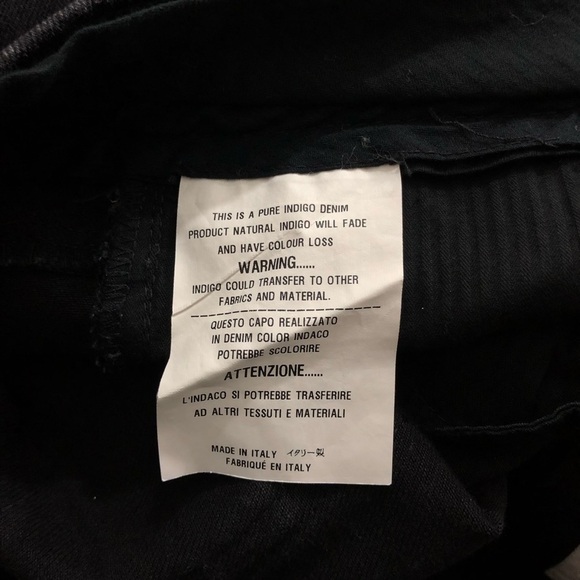 THIS IS A PURE INDIGO DENIM
PRODUCT NATURAL INDIGO WILL FADE
AND HAVE COLOUR LOSS
WARNING......
INDIGO COULD TRANSFER TO OTHER
FABRICS AND MATERIAL.
QUESTO CAPO REALIZZATO
IN DENIM COLOR INDACO
POTREBBE SCOLORIRE
ATTENZIONE......
L'INDACO SI POTREBBE TRASFERIRE
AD ALTRI TESSUTI E MATERIALI
MADE IN ITALY イタリー製
FABRIQUÉ EN ITALY